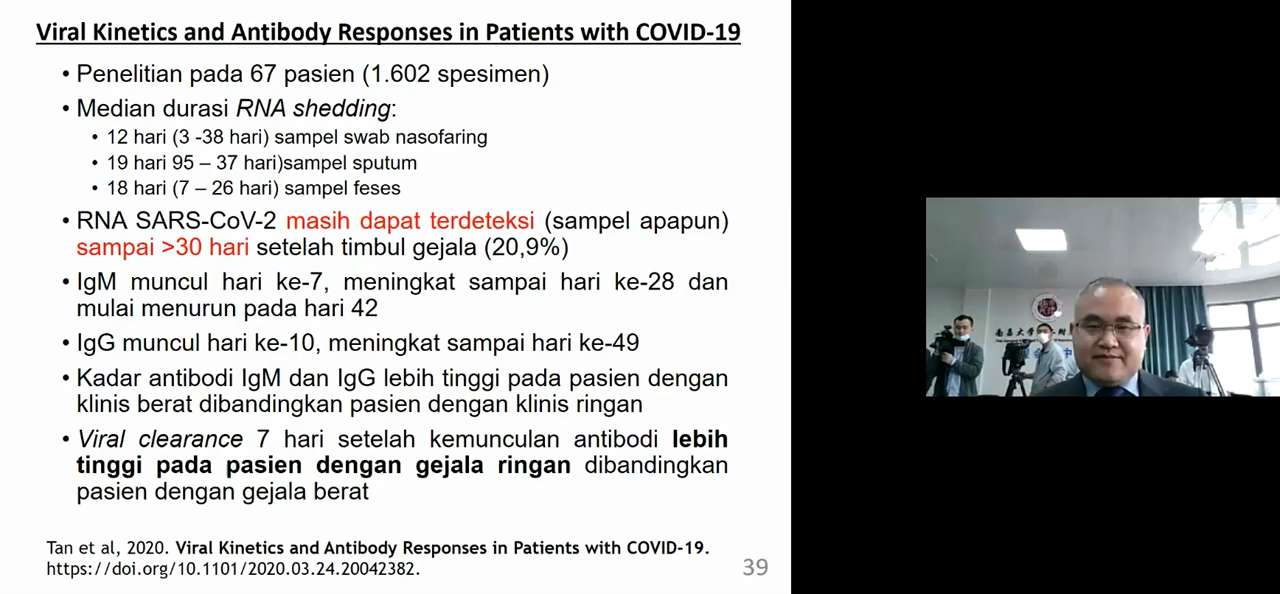 Viral Kinetics and Antibody Responses in Patients with COVID-19
• Penelitian pada 67 pasien (1.602 spesimen)
• Median durasi RNA shedding:
• 12 hari (3 -38 hari) sampel swab nasofaring
• 19 hari 95 – 37 hari)sampel sputum
• 18 hari (7 – 26 hari) sampel feses
• RNA SARS-CoV-2 masih dapat terdeteksi (sampel apapun)
sampai >30 hari setelah timbul gejala (20,9%)
• IgM muncul hari ke-7, meningkat sampai hari ke-28 dan
mulai menurun pada hari 42
• IgG muncul hari ke-10, meningkat sampai hari ke-49
• Kadar antibodi IgM dan IgG lebih tinggi pada pasien dengan
klinis berat dibandingkan pasien dengan klinis ringan
• Viral clearance 7 hari setelah kemunculan antibodi lebih
tinggi pada pasien dengan gejala ringan dibandingkan
pasien dengan gejala berat
Tan et al, 2020. Viral Kinetics and Antibody Responses in Patients with COVID-19.
https://doi.org/10.1101/2020.03.24.20042382.
39
南昌大学